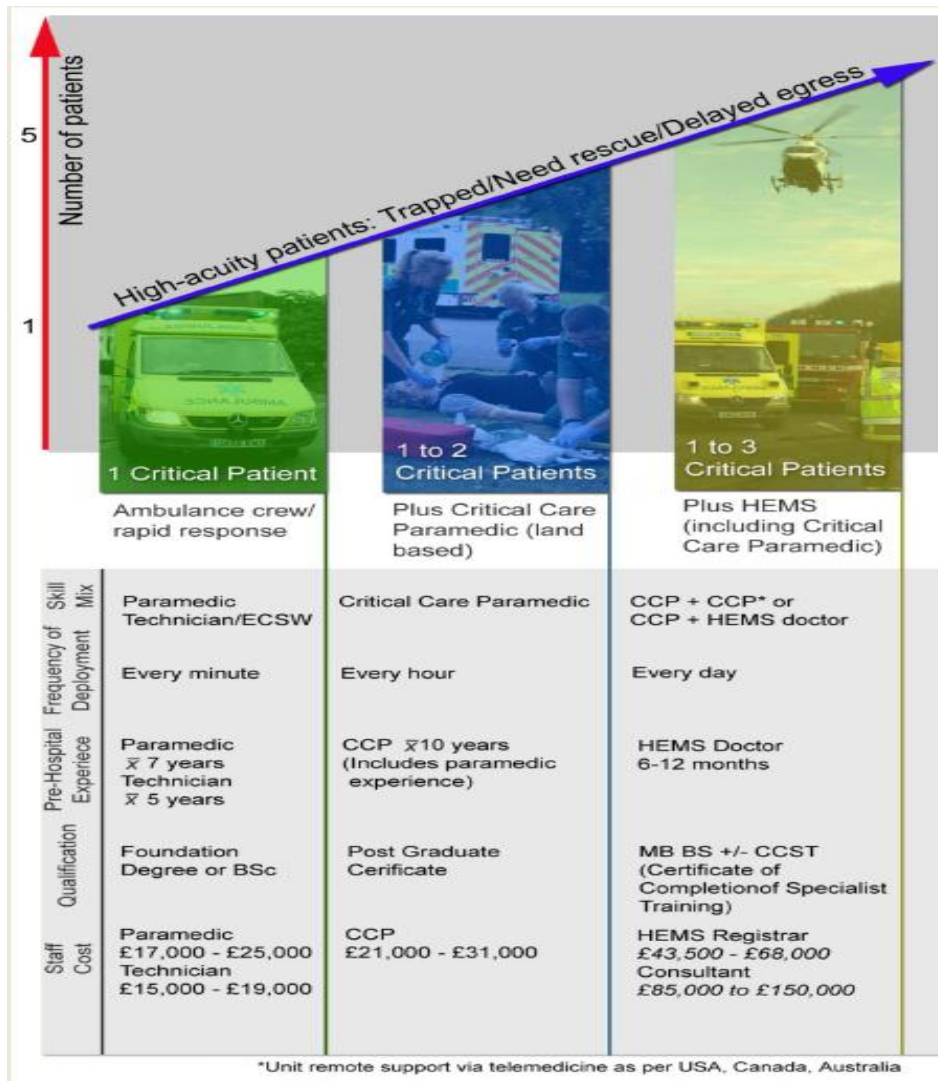 Number of patients
5
1
High-acuity patients: Trapped/Need rescue/Delayed egress
AMBULANCE
1 Critical Patient
1 to 2
Critical Patients
1 to 3
Critical Patients
Ambulance crew/
rapid response
Plus Critical Care
Paramedic (land
based)
Plus HEMS
(including Critical
Care Paramedic)
Skill
Mix
Paramedic
Technician/ECSW
Critical Care Paramedic
CCP + CCP* or
CCP + HEMS doctor
Frequency of
Deployment
Every minute
Every hour
Every day
Pre-Hospital
Experiece
Paramedic
x̅ 7 years
Technician
x̅ 5 years
CCP x̅10 years
(Includes paramedic
experience)
HEMS Doctor
6-12 months
Qualification
Foundation
Degree or BSc
Post Graduate
Cerificate
MB BS +/- CCST
(Certificate of
Completionof Specialist
Training)
Staff
Cost
Paramedic
£17,000 - £25,000
Technician
£15,000 - £19,000
CCP
£21,000 - £31,000
HEMS Registrar
£43,500 - £68,000
Consultant
£85,000 to £150,000
*Unit remote support via telemedicine as per USA, Canada, Australia